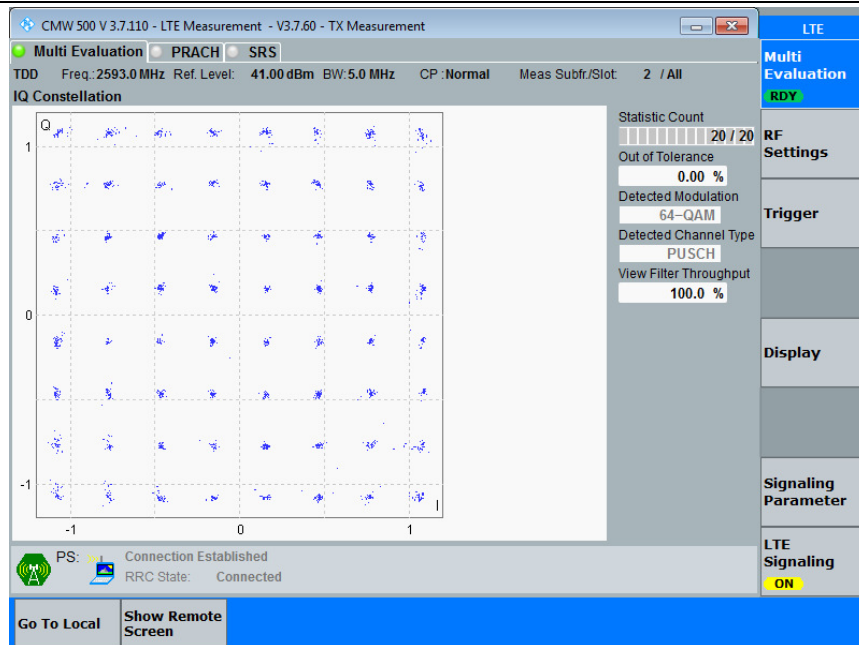 CMW 500 V 3.7.110 - LTE Measurement - V3.7.60 - TX Measurement
LTE
Multi Evaluation PRACH SRS
TDD Freq.: 2593.0 MHz Ref. Level: 41.00 dBm BW: 5.0 MHz CP : Normal Meas Subfr./Slot: 2 / All
IQ Constellation
Q
1
0
-1
-1 0 1
I
Statistic Count
20 / 20
Out of Tolerance
0.00 %
Detected Modulation
64-QAM
Detected Channel Type
PUSCH
View Filter Throughput
100.0 %
Multi
Evaluation
RDY
RF
Settings
Trigger
Display
Signaling
Parameter
LTE
Signaling
ON
PS: Connection Established
RRC State: Connected
Go To Local
Show Remote
Screen